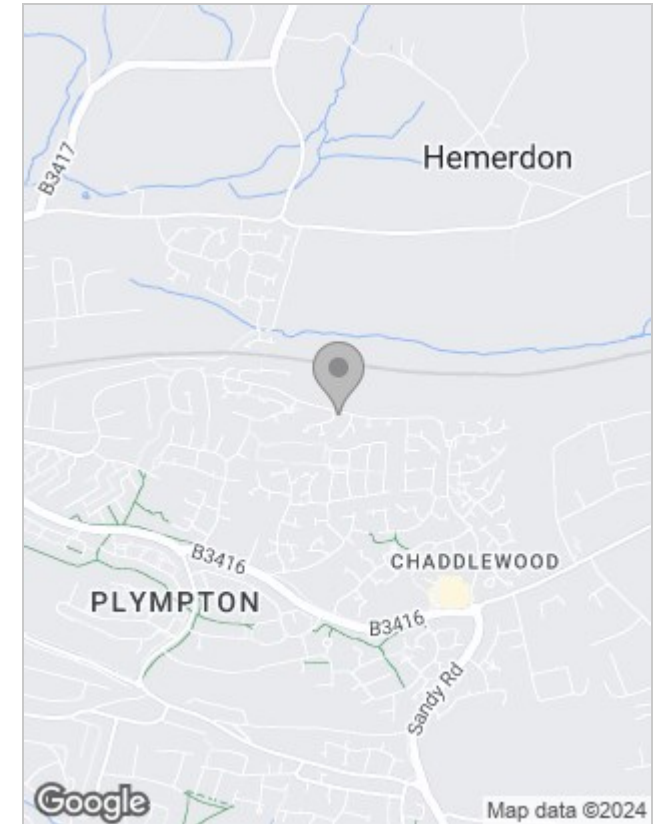 Hemerdon
B3417
CHADDLEWOOD
B3416
PLYMPTON
B3416
Sandy Rd
Google
Map data ©2024